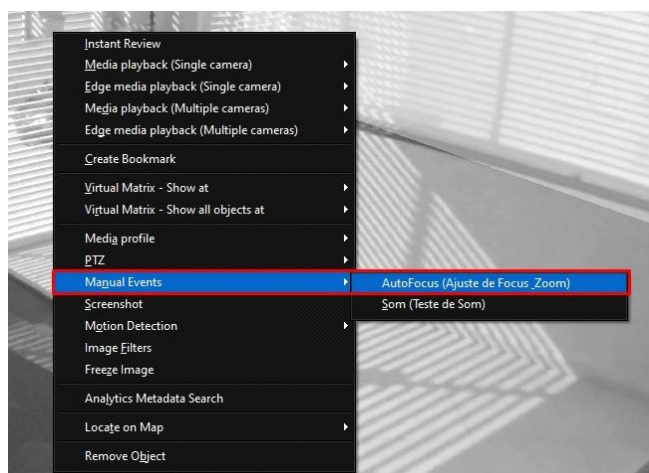 Instant Review
Media playback (Single camera)
Edge media playback (Single camera)
Media playback (Multiple cameras)
Edge media playback (Multiple cameras)
Create Bookmark
Virtual Matrix - Show at
Virtual Matrix - Show all objects at
Media profile
PTZ
Manual Events
AutoFocus (Ajuste de Focus_Zoom)
Screenshot
Som (Teste de Som)
Motion Detection
Image Filters
Freeze Image
Analytics Metadata Search
Locate on Map
Remove Object